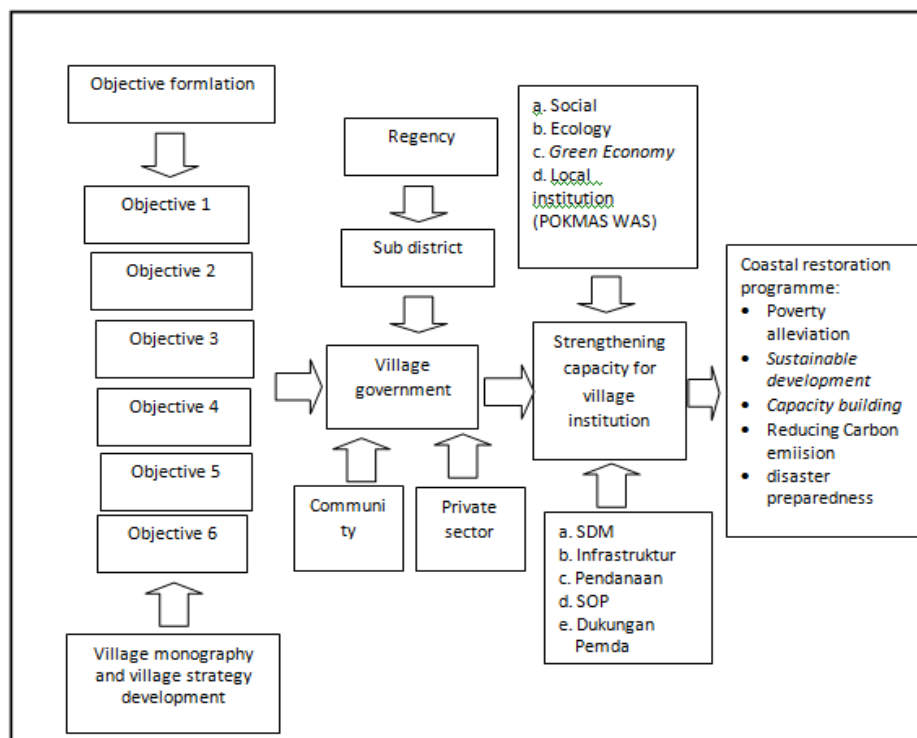 Objective formlation
Objective 1
Objective 2
Objective 3
Objective 4
Objective 5
Objective 6
Village monography
and village strategy
development
Regency
Sub district
Village
government
Communi
ty
Private
sector
a. Social
b. Ecology
c. Green Economy
d. Local
institution
(POKMAS WAS)
Strengthening
capacity for
village
institution
a. SDM
b. Infrastruktur
c. Pendanaan
d. SOP
e. Dukungan
Pemda
Coastal restoration
programme:
• Poverty
alleviation
• Sustainable
development
• Capacity building
• Reducing Carbon
emiision
• disaster
preparedness